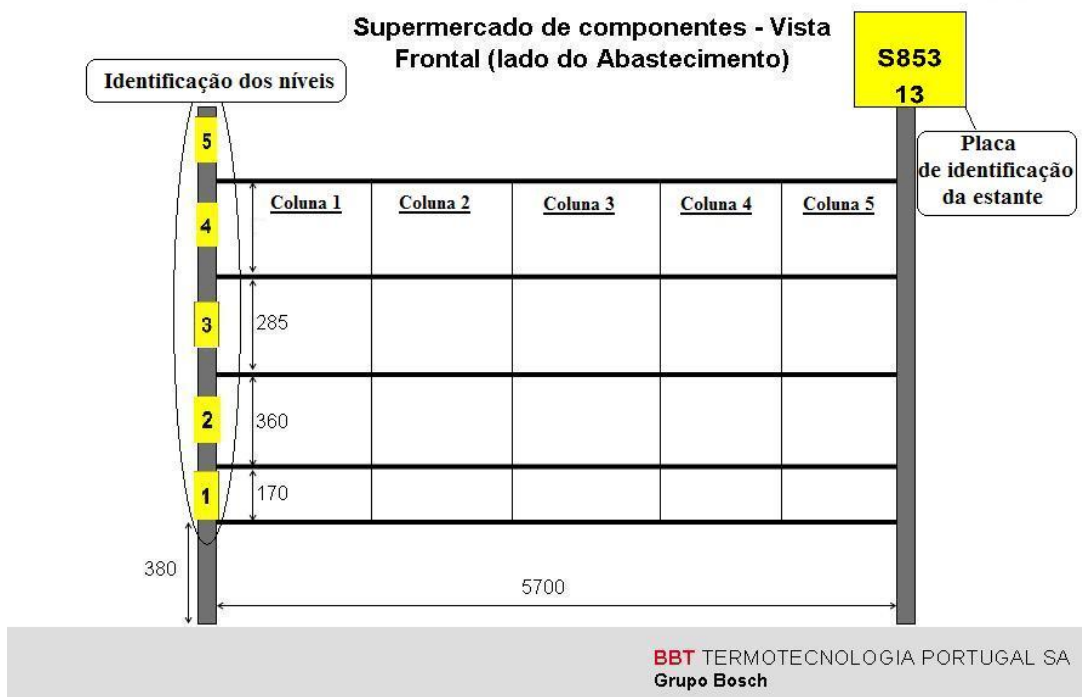 Supermercado de componentes - Vista
Frontal (lado do Abastecimento)
S853
13
Identificação dos níveis
Placa
de identificação
da estante
5
Coluna 1
Coluna 2
Coluna 3
Coluna 4
Coluna 5
4
3
285
2
360
1
170
380
5700
BBT TERMOTECNOLOGIA PORTUGAL SA
Grupo Bosch